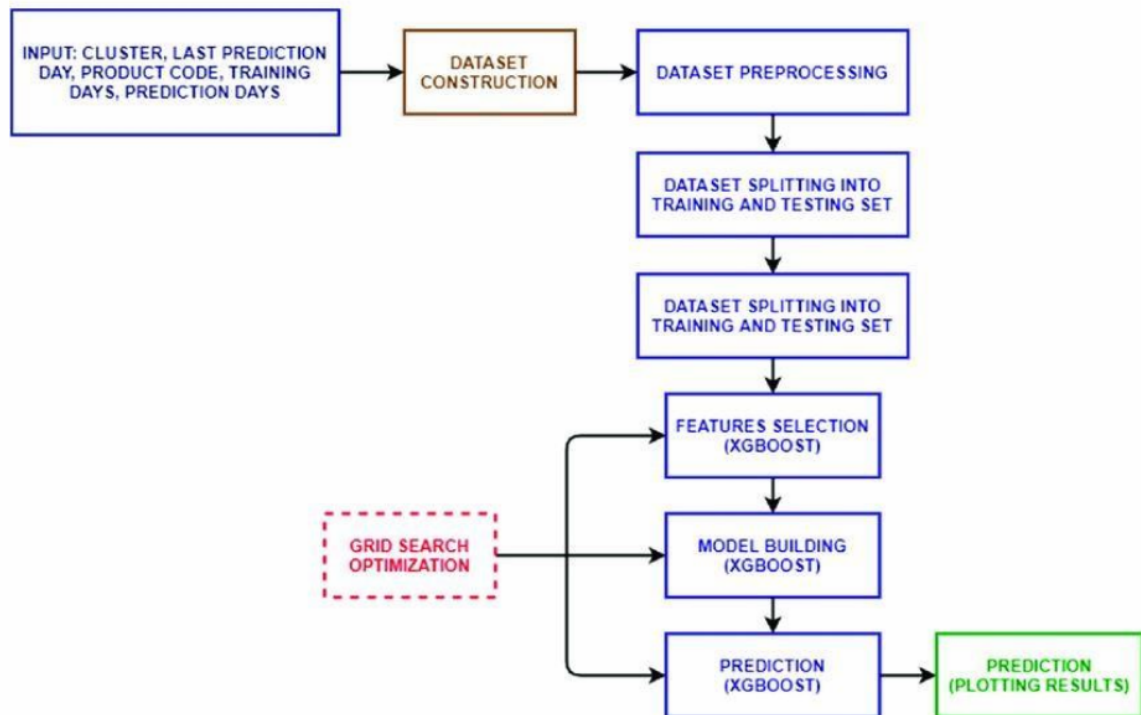 INPUT: CLUSTER, LAST PREDICTION
DAY, PRODUCT CODE, TRAINING
DAYS, PREDICTION DAYS
DATASET
CONSTRUCTION
DATASET PREPROCESSING
DATASET SPLITTING INTO
TRAINING AND TESTING SET
DATASET SPLITTING INTO
TRAINING AND TESTING SET
FEATURES SELECTION
(XGBOOST)
GRID SEARCH
OPTIMIZATION
MODEL BUILDING
(XGBOOST)
PREDICTION
(XGBOOST)
PREDICTION
(PLOTTING RESULTS)